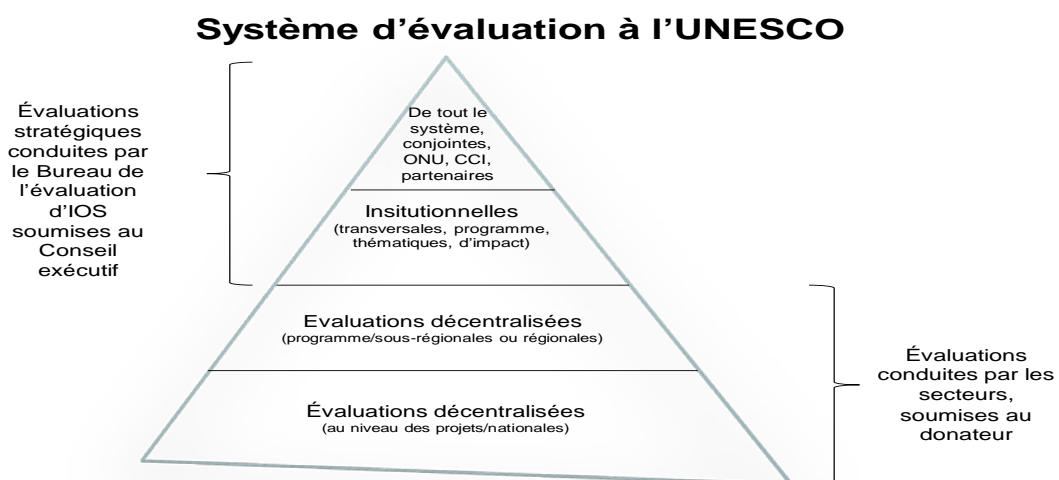 Système d'évaluation à l'UNESCO
Évaluations
stratégiques
conduites par
le Bureau de
l'évaluation
d'IOS
soumises au
Conseil
exécutif
De tout le
système,
conjointes,
ONU, CCI,
partenaires
Insitutionnelles
(transversales, programme,
thématiques, d'impact)
Evaluations décentralisées
(programme/sous-régionales ou régionales)
Évaluations décentralisées
(au niveau des projets/nationales)
Évaluations
conduites par les
secteurs,
soumises au
donateur